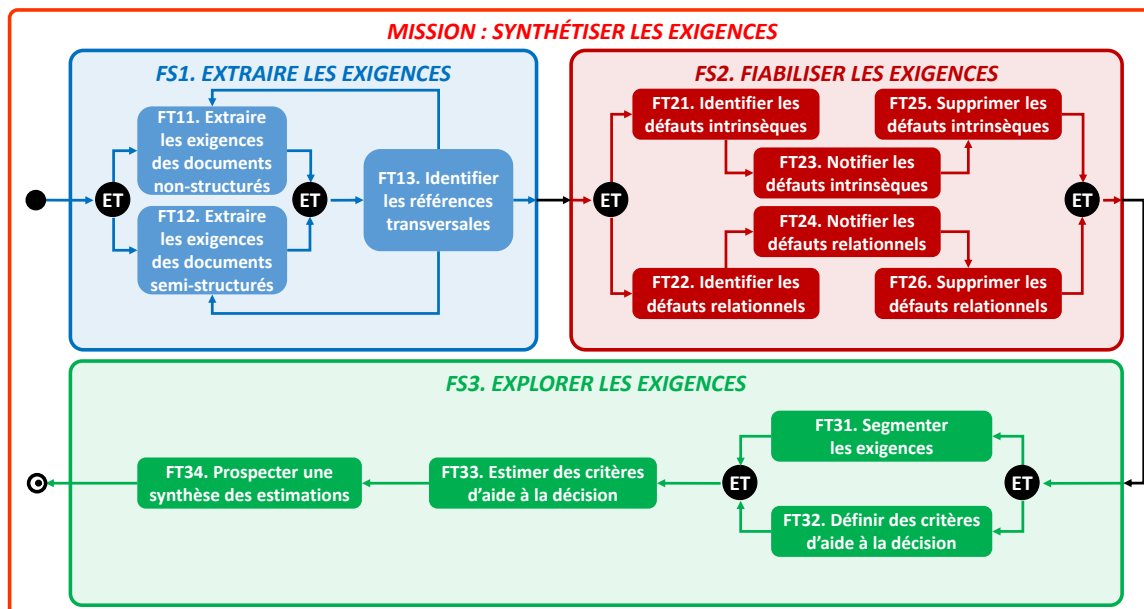 MISSION : SYNTHÉTISER LES EXIGENCES
FS1. EXTRAIRE LES EXIGENCES
ET
FT11. Extraire
les exigences
des documents
non-structurés
FT12. Extraire
les exigences
des documents
semi-structurés
ET
FT13. Identifier
les références
transversales
FS2. FIABILISER LES EXIGENCES
ET
FT21. Identifier les
défauts intrinsèques
FT23. Notifier les
défauts intrinsèques
FT25. Supprimer les
défauts intrinsèques
FT22. Identifier les
défauts relationnels
FT24. Notifier les
défauts relationnels
FT26. Supprimer les
défauts relationnels
ET
FS3. EXPLORER LES EXIGENCES
ET
FT31. Segmenter
les exigences
FT32. Définir des critères
d’aide à la décision
ET
FT33. Estimer des critères
d’aide à la décision
FT34. Prospecter une
synthèse des estimations